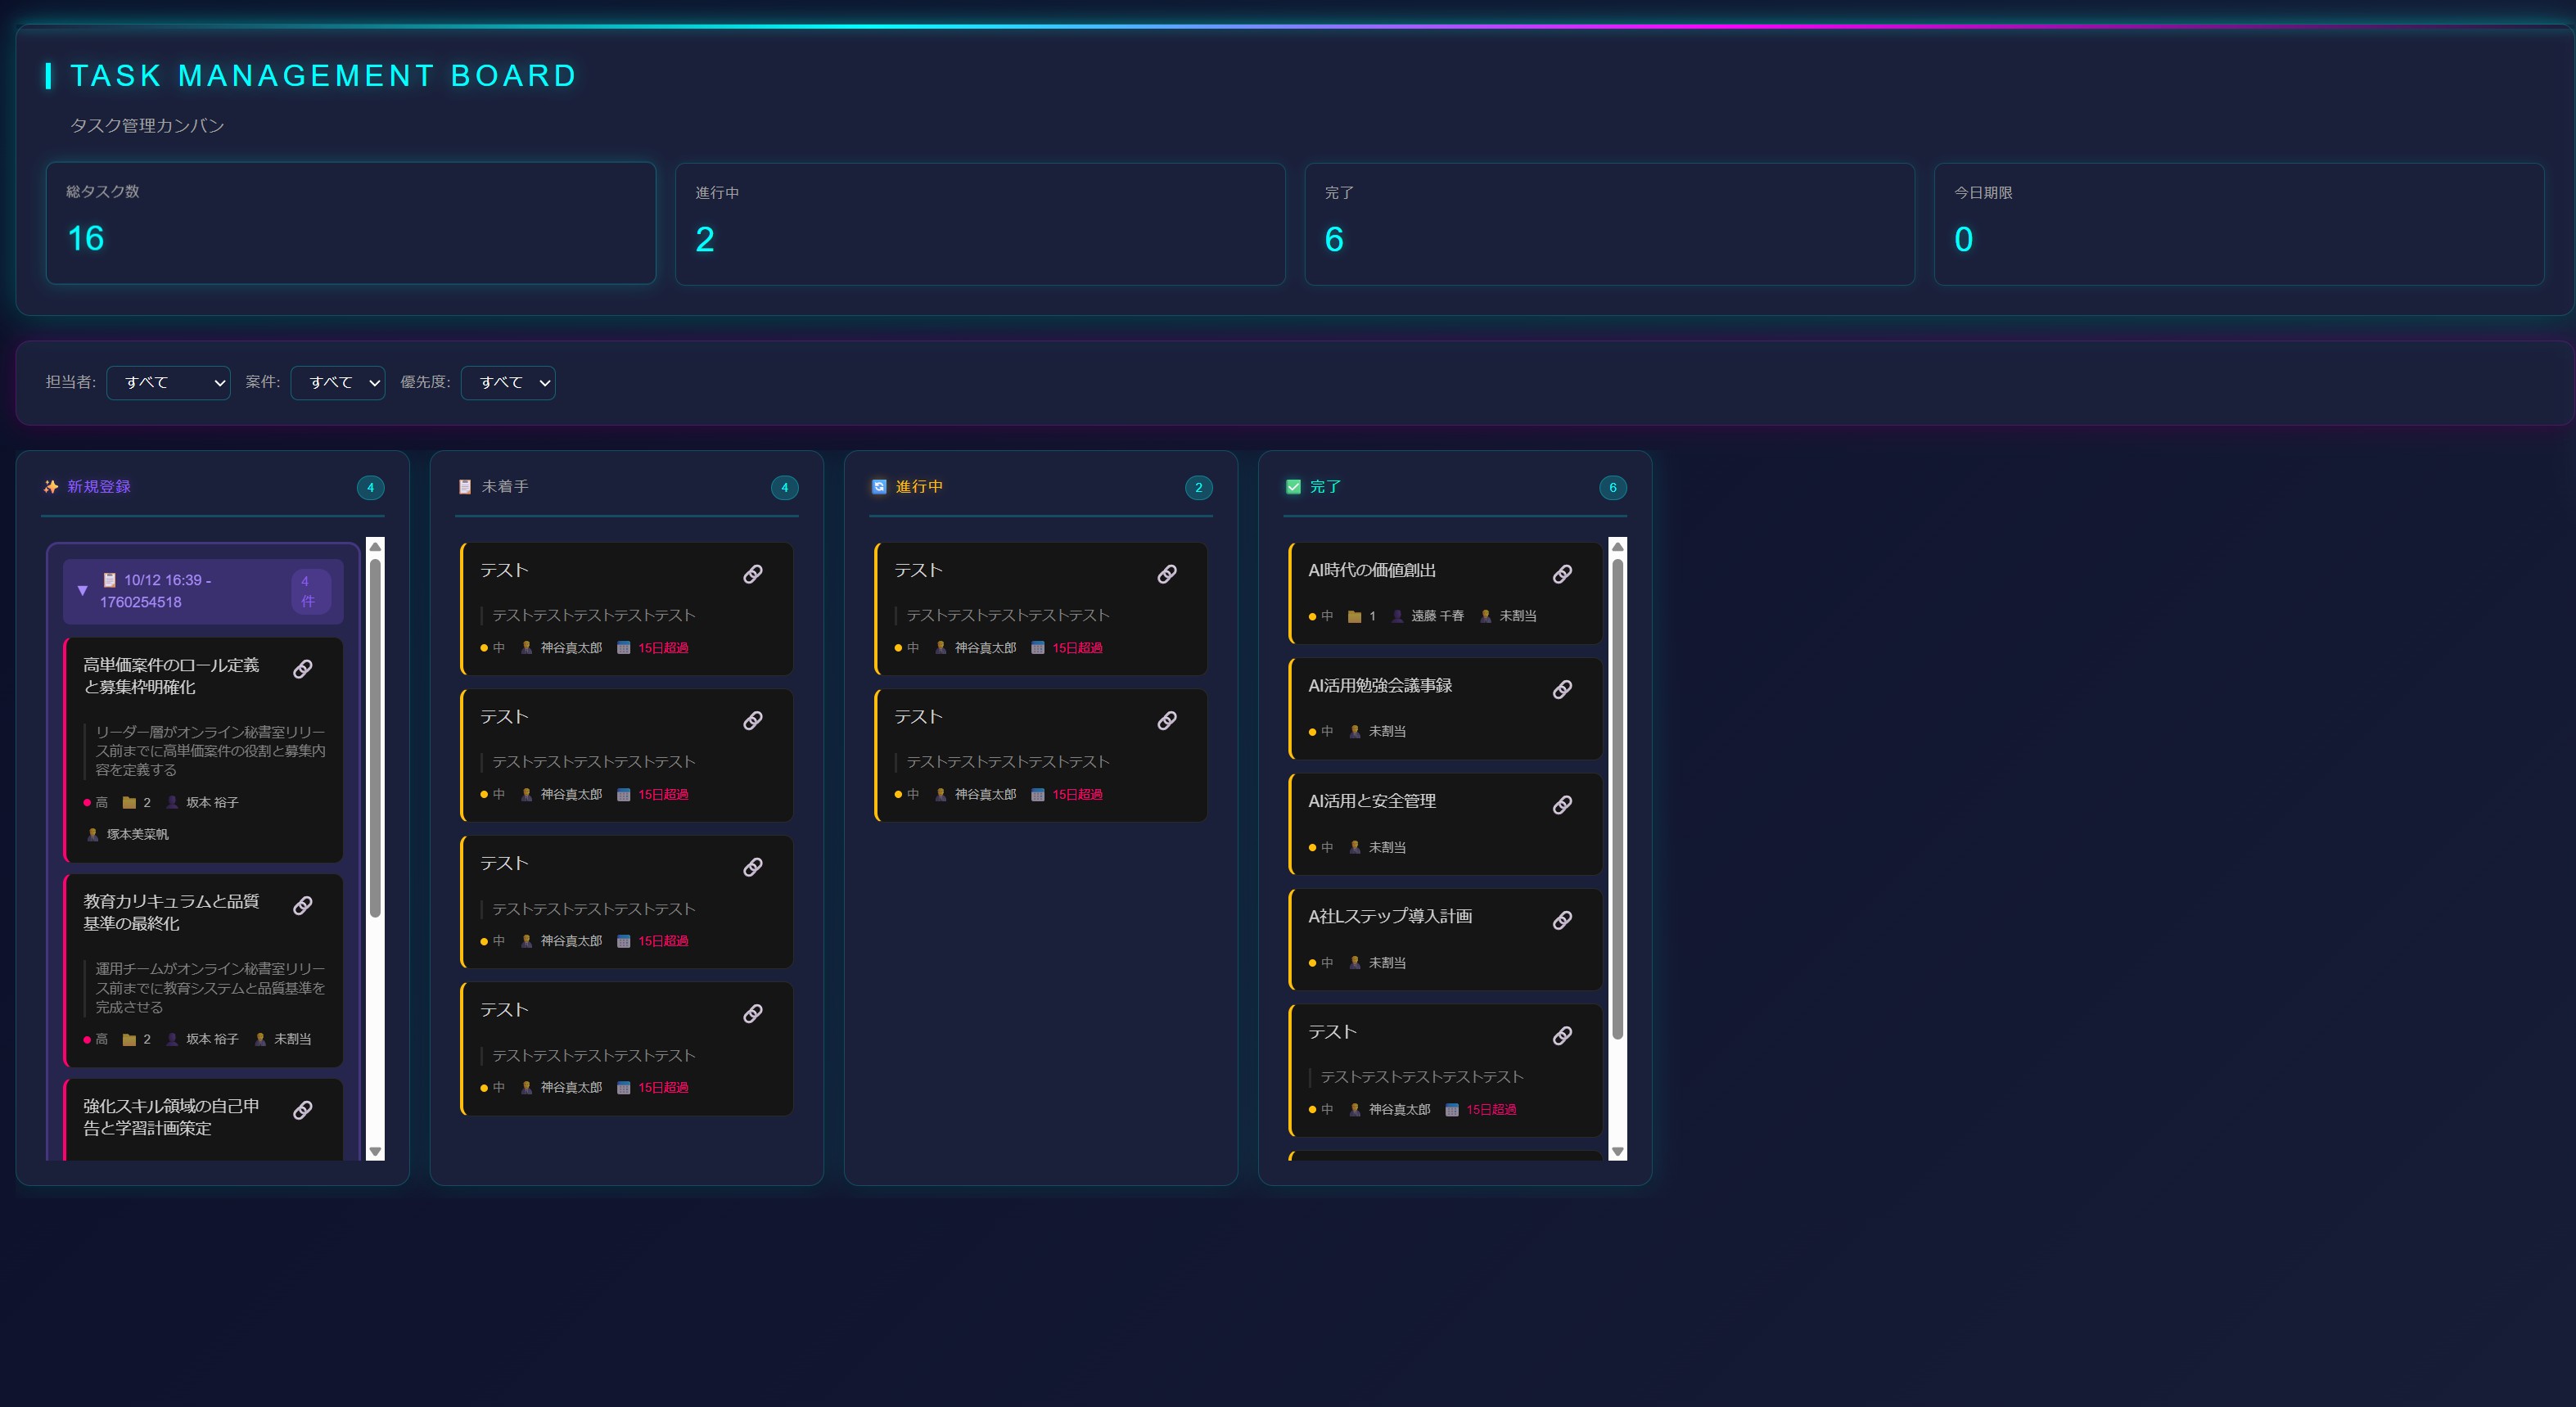 TASK MANAGEMENT BOARD
タスク管理カンバン
総タスク数
16
進行中
2
完了
6
今日期限
0
担当者: すべて 案件: すべて 優先度: すべて
新規登録 4
10/12 16:39 -
1760254518
4
件
高単価案件のロール定義
と募集枠明確化
リーダー層がオンライン秘書室リリー
ス前までに高単価案件の役割と募集内
容を定義する
高 2 坂本 裕子
塚本美菜帆
教育カリキュラムと品質
基準の最終化
運用チームがオンライン秘書室リリー
ス前までに教育システムと品質基準を
完成させる
高 2 坂本 裕子 未割当
強化スキル領域の自己申
告と学習計画策定
未着手 4
テスト
テストテストテストテストテスト
中 神谷真太郎 15日超過
テスト
テストテストテストテストテスト
中 神谷真太郎 15日超過
テスト
テストテストテストテストテスト
中 神谷真太郎 15日超過
テスト
テストテストテストテストテスト
中 神谷真太郎 15日超過
進行中 2
テスト
テストテストテストテストテスト
中 神谷真太郎 15日超過
テスト
テストテストテストテストテスト
中 神谷真太郎 15日超過
完了 6
AI時代の価値創出
中 1 遠藤 千春 未割当
AI活用勉強会議事録
中 未割当
AI活用と安全管理
中 未割当
A社Lステップ導入計画
中 未割当
テスト
テストテストテストテストテスト
中 神谷真太郎 15日超過